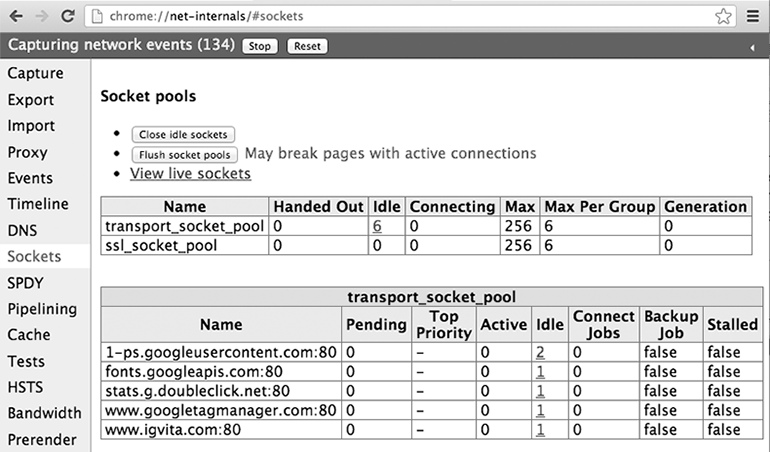 chrome://net-internals/#sockets
Capturing network events (134) Stop Reset
Capture
Export
Import
Proxy
Events
Timeline
DNS
Sockets
SPDY
Pipelining
Cache
Tests
HSTS
Bandwidth
Prerender
Socket pools
• Close idle sockets
• Flush socket pools May break pages with active connections
• View live sockets
Name Handed Out Idle Connecting Max Max Per Group Generation
transport_socket_pool 0 6 0 256 6 0
ssl_socket_pool 0 0 0 256 6 0
transport_socket_pool
Name Pending Top Priority Active Idle Connect Jobs Backup Job Stalled
1-ps.googleusercontent.com:80 0 – 0 2 0 false false
fonts.googleapis.com:80 0 – 0 1 0 false false
stats.g.doubleclick.net:80 0 – 0 1 0 false false
www.googletagmanager.com:80 0 – 0 1 0 false false
www.igvita.com:80 0 – 0 1 0 false false